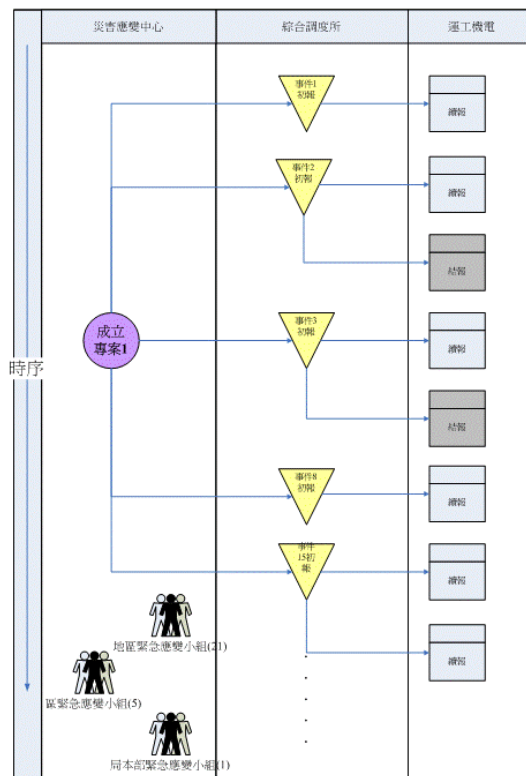 災害應變中心
綜合調度所
運工機電
時序
事件1
初報
續報
事件2
初報
續報
結報
成立
專案1
事件3
初報
續報
結報
事件8
初報
續報
事件
15初
報
續報
續報
地區緊急應變小組(21)
區緊急應變小組(5)
局本部緊急應變小組(1)